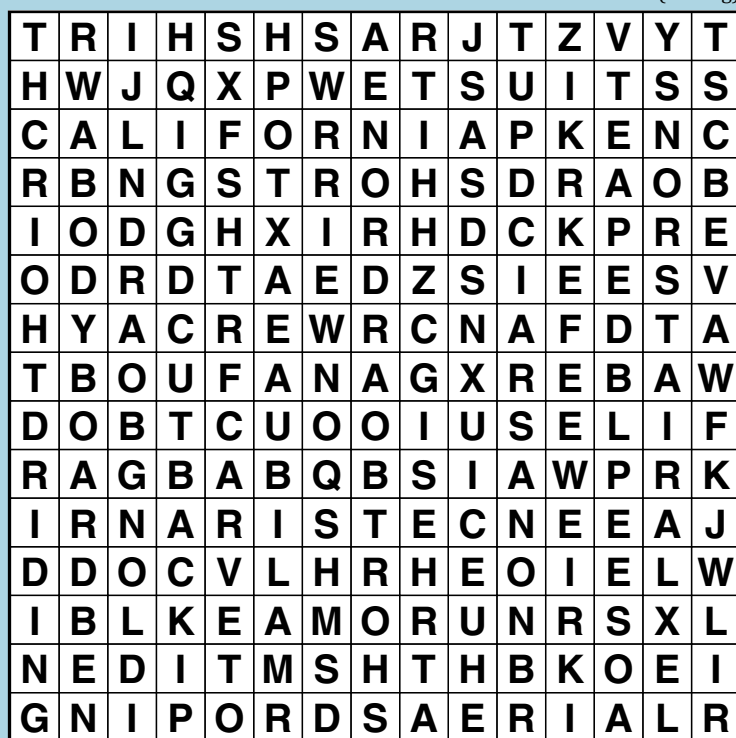 T R I H S H S A R J T Z V Y T
H W J Q X P W E T S U I T S S
C A L I F O R N I A P K E N C
R B N G S T R O H S D R A O B
I O D G H X I R H D C K P R E
O D R D T A E D Z S I E E S V
H Y A C R E W R C N A F D T A
T B O U F A N A G X R E B A W
D O B T C U O O I U S E L I F
R A G B A B Q B S I A W P R K
I R N A R I S T E C N E E A J
D D O C V L H R H E O I E L W
I B L K E A M O R U N R S X L
N E D I T M S H T H B K O E I
G N I P O R D S A E R I A L R